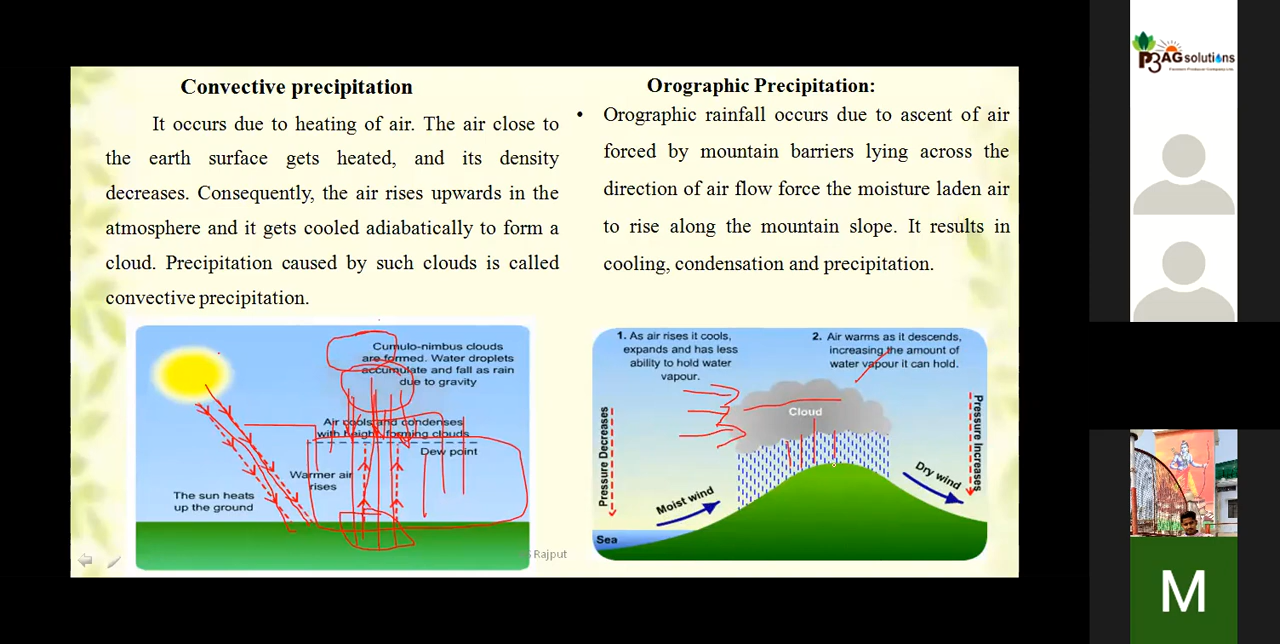 Convective precipitation
It occurs due to heating of air. The air close to
the earth surface gets heated, and its density
decreases. Consequently, the air rises upwards in the
atmosphere and it gets cooled adiabatically to form a
cloud. Precipitation caused by such clouds is called
convective precipitation.
Cumulo-nimbus clouds
are formed. Water droplets
accumulate and fall as rain
due to gravity
Air cools and condenses
with height, forming clouds
Dew point
Warmer air
rises
The sun heats
up the ground
Rajput
Orographic Precipitation:
• Orographic rainfall occurs due to ascent of air
forced by mountain barriers lying across the
direction of air flow force the moisture laden air
to rise along the mountain slope. It results in
cooling, condensation and precipitation.
1. As air rises it cools,
expands and has less
ability to hold water
vapour.
2. Air warms as it descends,
increasing the amount of
water vapour it can hold.
Cloud
Pressure Decreases
Pressure Increases
Moist wind
Dry wind
Sea
P3AGsolutions
M